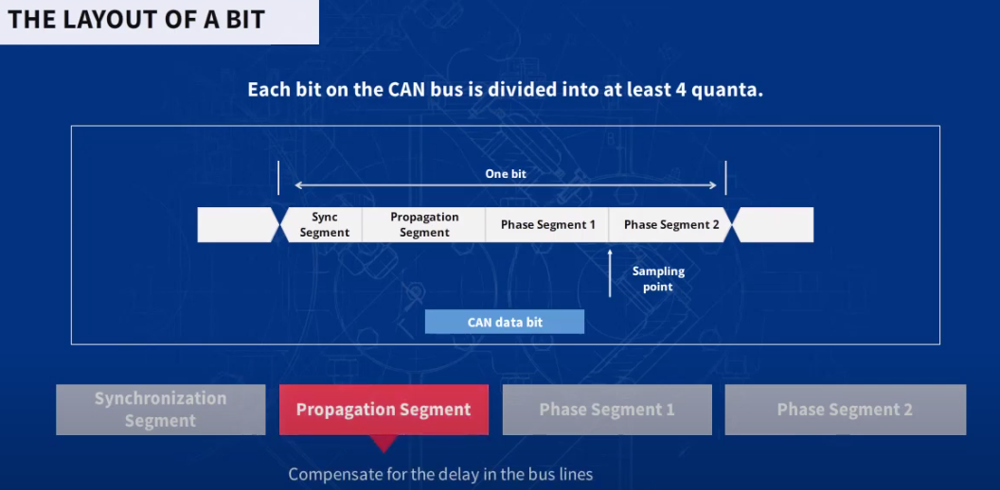 THE LAYOUT OF A BIT
Each bit on the CAN bus is divided into at least 4 quanta.
One bit
Sync
Segment
Propagation
Segment
Phase Segment 1
Phase Segment 2
Sampling
point
CAN data bit
Synchronization
Segment
Propagation Segment
Phase Segment 1
Phase Segment 2
Compensate for the delay in the bus lines